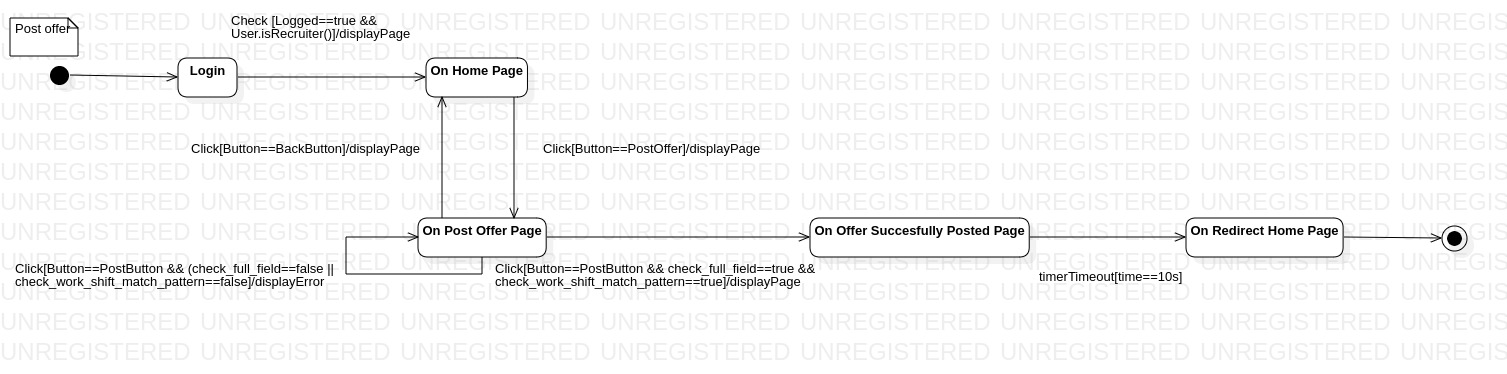 Post offer
Check [Logged==true &&
User.isRecruiter()]/displayPage
Login
On Home Page
Click[Button==BackButton]/displayPage
Click[Button==PostOffer]/displayPage
On Post Offer Page
On Offer Succesfully Posted Page
On Redirect Home Page
Click[Button==PostButton && (check_full_field==false ||
check_work_shift_match_pattern==false]/displayError
Click[Button==PostButton && check_full_field==true &&
check_work_shift_match_pattern==true]/displayPage
timerTimeout[time==10s]
UNREGISTERED UNREGISTERED UNREGISTERED UNREGISTERED UNREGISTERED UNREGISTERED UNREGISTERED UNREGIS